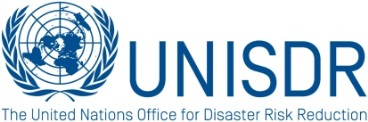 UNISDR
The United Nations Office for Disaster Risk Reduction